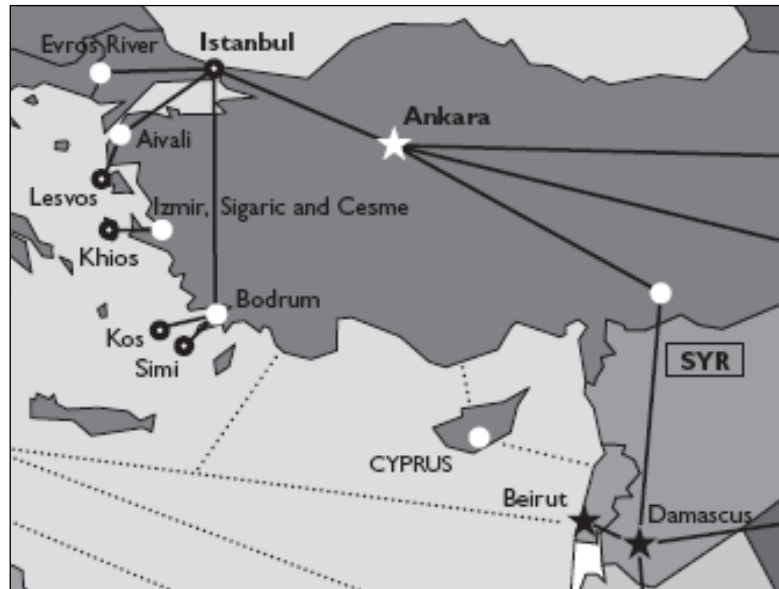 Evros River
Istanbul
Ankara
Aivali
Lesvos
Izmir, Sigaric and Cesme
Khios
Bodrum
Kos
Simi
SYR
CYPRUS
Beirut
Damascus